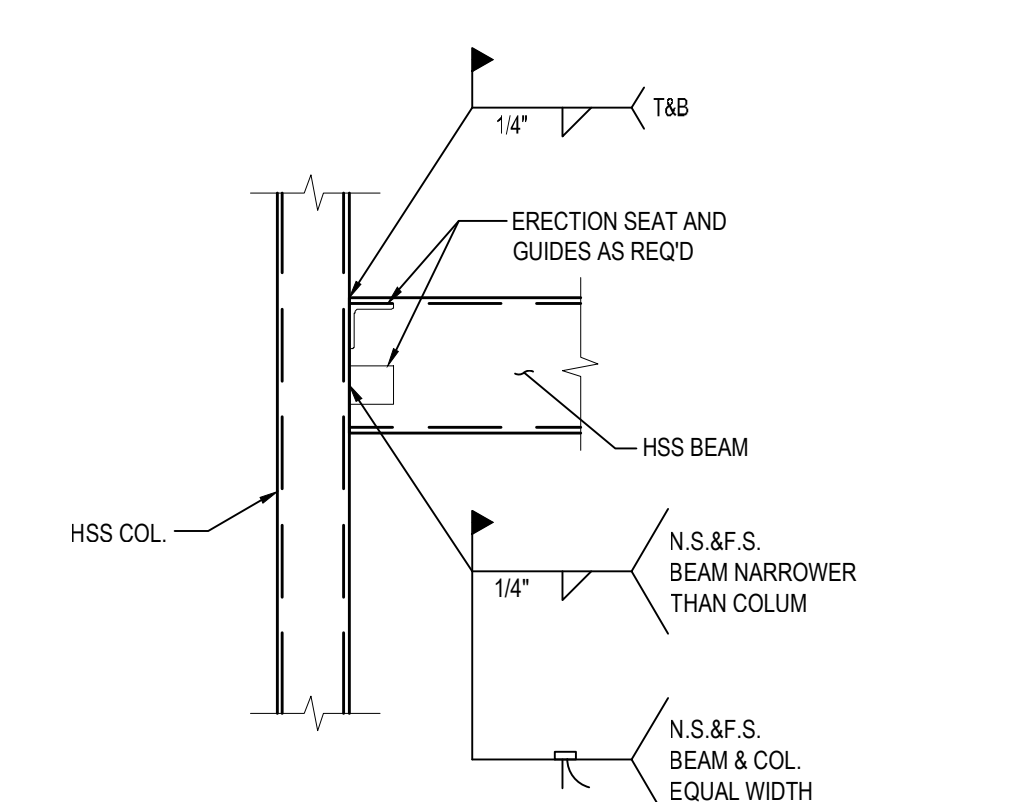 T&B
1/4"
ERECTION SEAT AND
GUIDES AS REQ'D
HSS BEAM
HSS COL.
N.S.&F.S.
BEAM NARROWER
THAN COLUM
1/4"
N.S.&F.S.
BEAM & COL.
EQUAL WIDTH